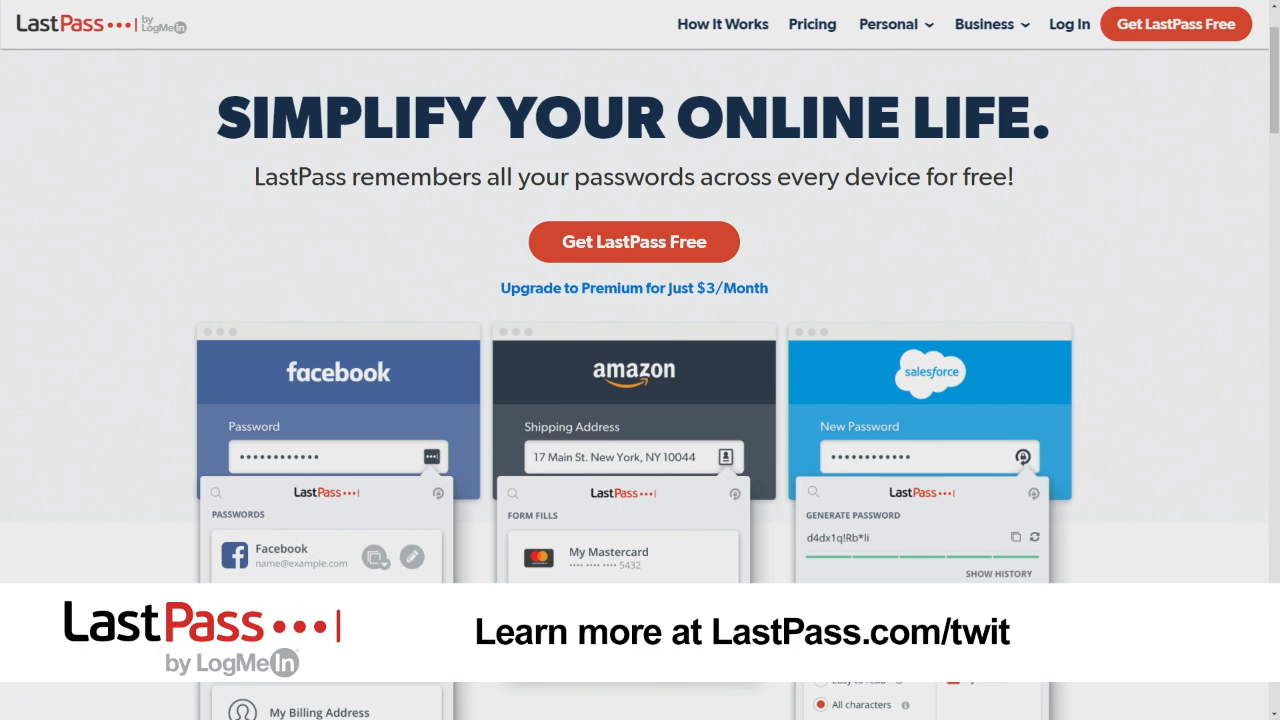 LastPass by LogMeIn
How It Works Pricing Personal Business Log In Get LastPass Free
SIMPLIFY YOUR ONLINE LIFE.
LastPass remembers all your passwords across every device for free!
Get LastPass Free
Upgrade to Premium for Just $3/Month
facebook
Password
LastPass
PASSWORDS
Facebook
name@example.com
amazon
Shipping Address
17 Main St. New York, NY 10044
LastPass
FORM FILLS
My Mastercard
•••• •••• •••• 5432
salesforce
New Password
LastPass
GENERATE PASSWORD
d4dx1q!Rb*li
SHOW HISTORY
LastPass
by LogMeIn
Learn more at LastPass.com/twit
My Billing Address
All characters